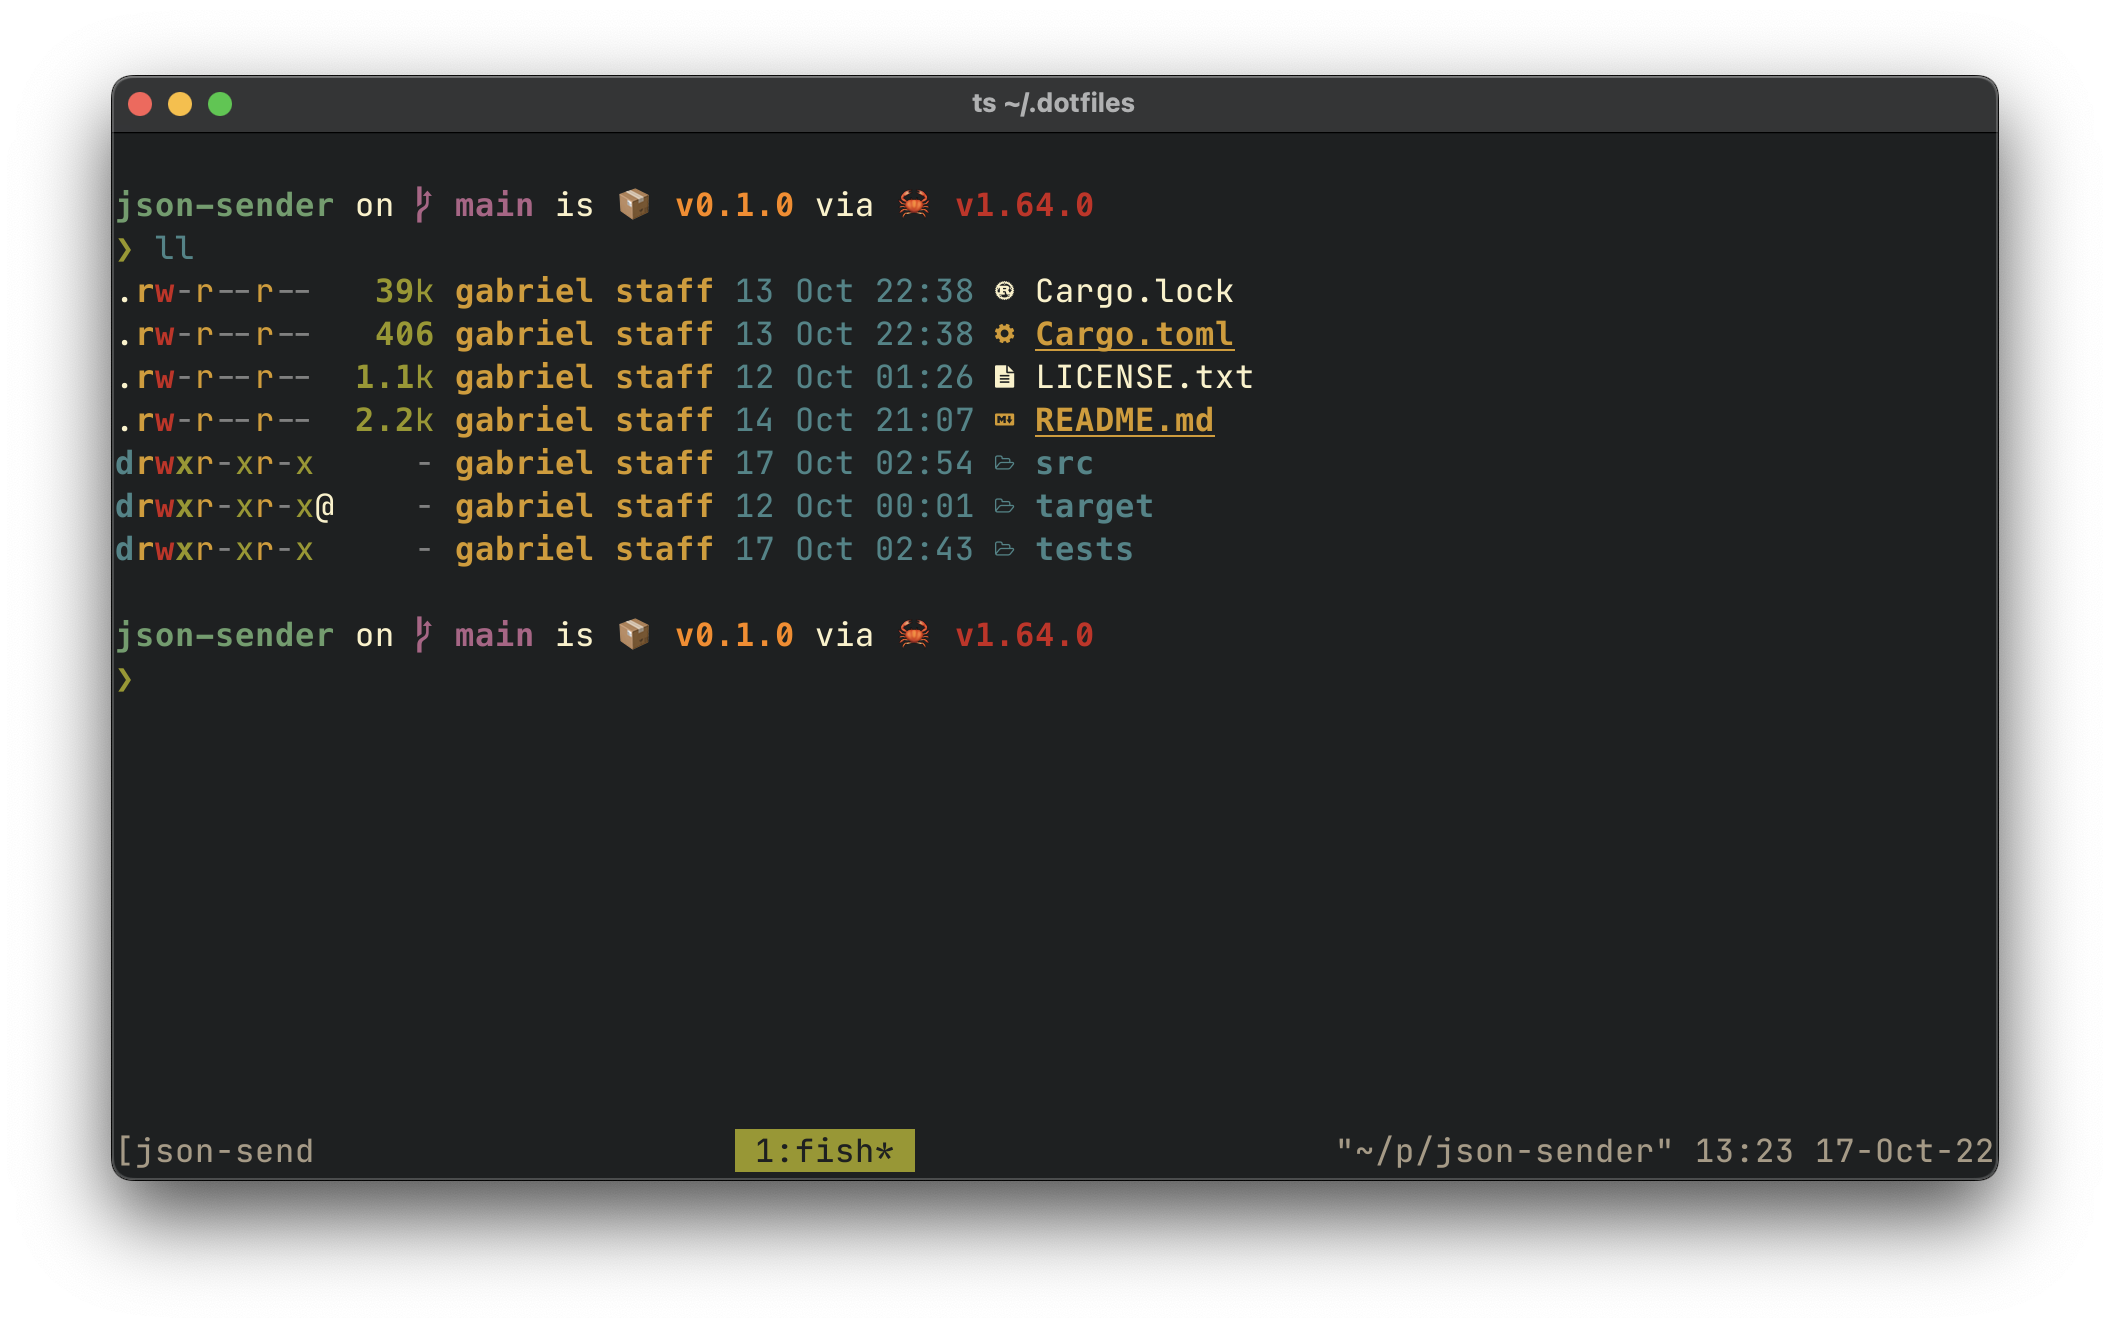 ts ~/.dotfiles
json-sender on main is 📦 v0.1.0 via 🦀 v1.64.0
❯ ll
.rw-r--r-- 39k gabriel staff 13 Oct 22:38 Cargo.lock
.rw-r--r-- 406 gabriel staff 13 Oct 22:38 Cargo.toml
.rw-r--r-- 1.1k gabriel staff 12 Oct 01:26 LICENSE.txt
.rw-r--r-- 2.2k gabriel staff 14 Oct 21:07 README.md
drwxr-xr-x - gabriel staff 17 Oct 02:54 src
drwxr-xr-x@ - gabriel staff 12 Oct 00:01 target
drwxr-xr-x - gabriel staff 17 Oct 02:43 tests
json-sender on main is 📦 v0.1.0 via 🦀 v1.64.0
❯
[json-send 1:fish* "~/p/json-sender" 13:23 17-Oct-22